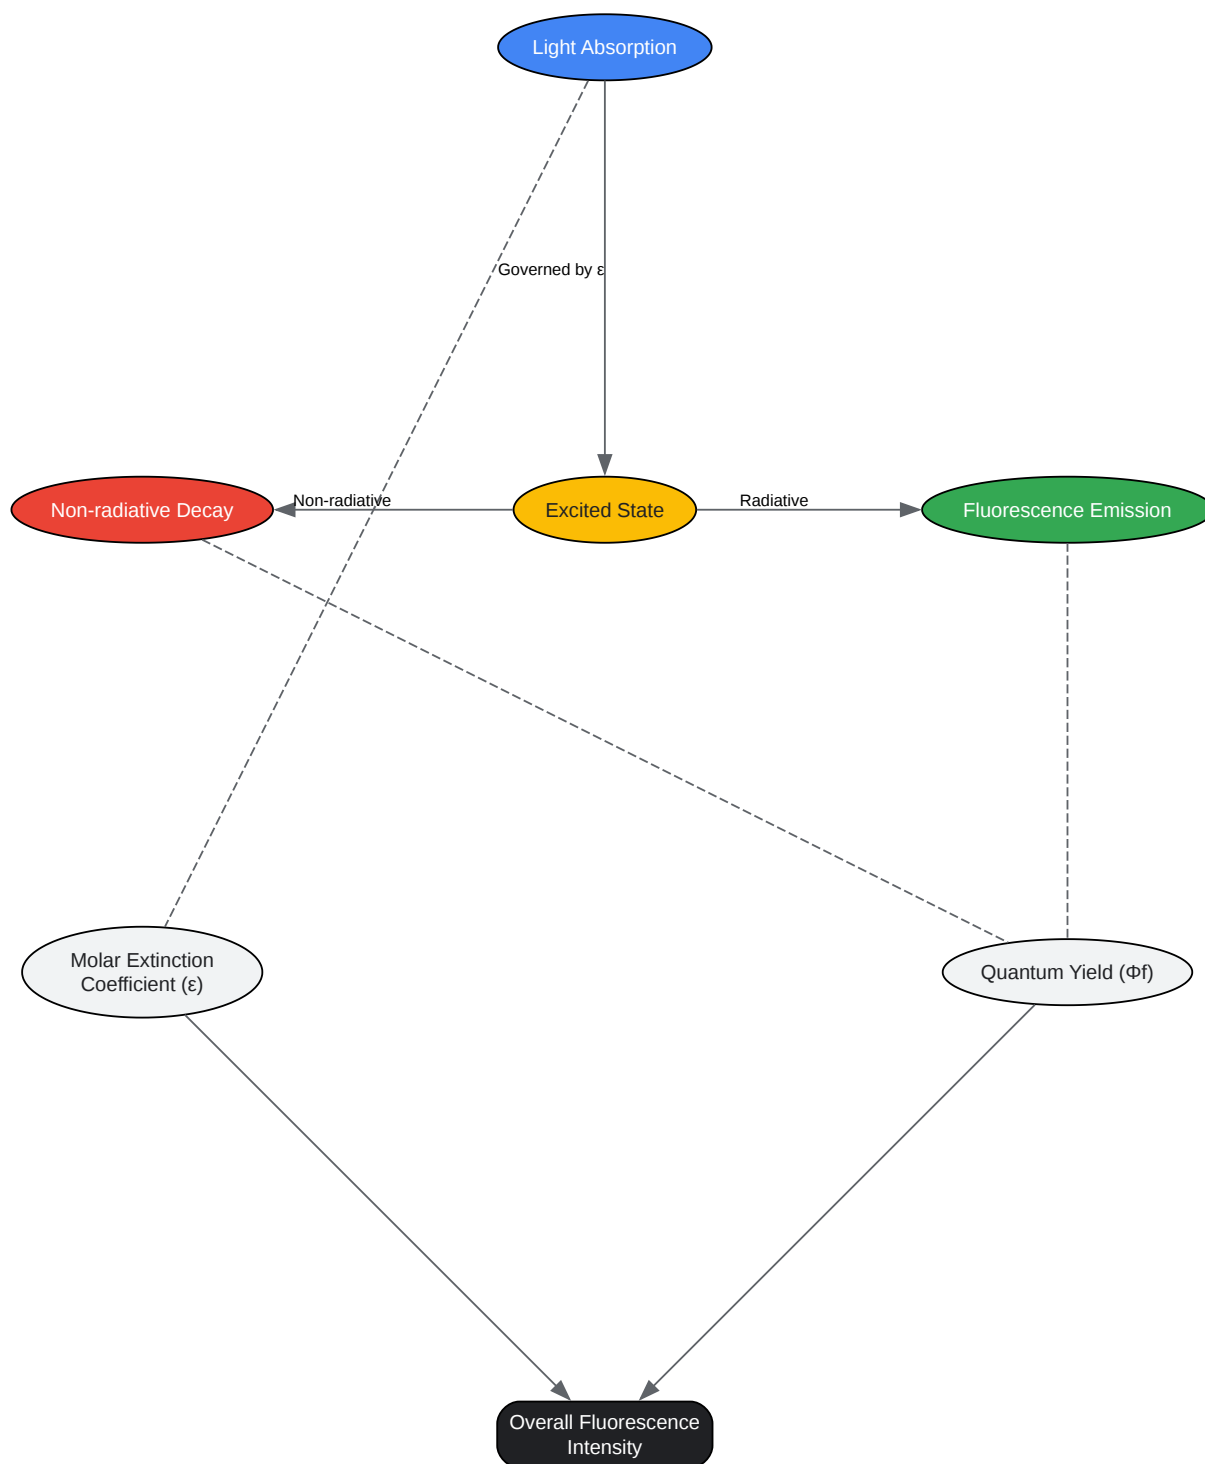 Light Absorption
Governed by ε
Non-radiative Decay
Non-radiative
Excited State
Radiative
Fluorescence Emission
Molar Extinction
Coefficient (ε)
Quantum Yield (Φf)
Overall Fluorescence
Intensity